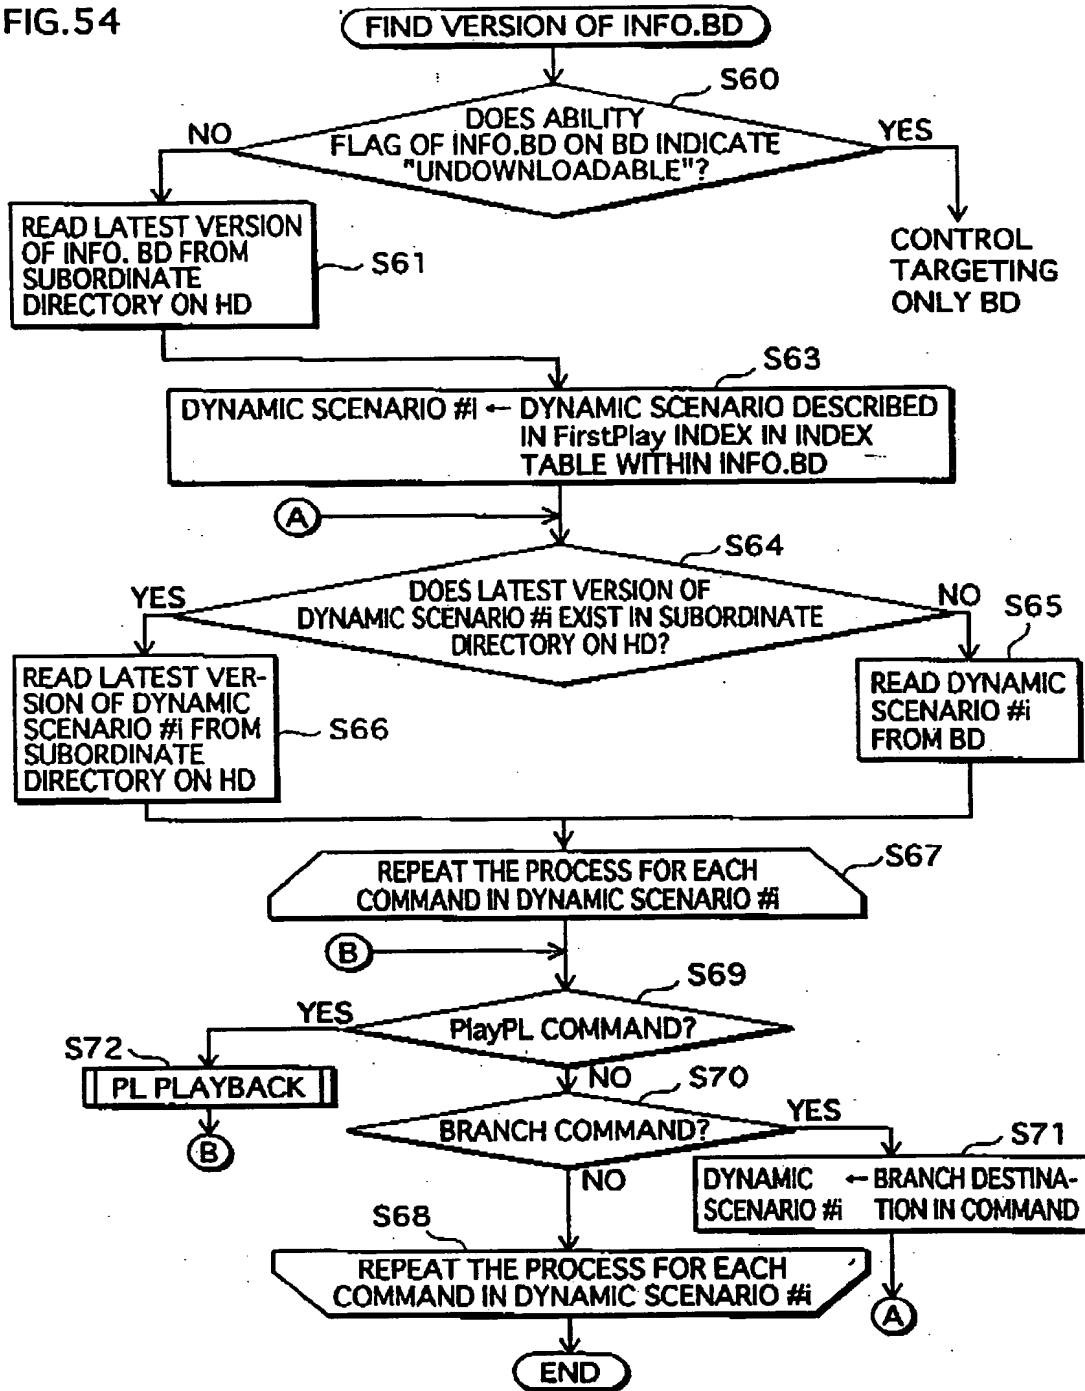 FIG.54
FIND VERSION OF INFO.BD
S60
DOES ABILITY
FLAG OF INFO.BD ON BD INDICATE
"UNDOWNLOADABLE"?
NO
YES
READ LATEST VERSION
OF INFO. BD FROM
SUBORDINATE
DIRECTORY ON HD
S61
CONTROL
TARGETING
ONLY BD
S63
DYNAMIC SCENARIO #i ← DYNAMIC SCENARIO DESCRIBED
IN FirstPlay INDEX IN INDEX
TABLE WITHIN INFO.BD
A
S64
DOES LATEST VERSION OF
DYNAMIC SCENARIO #i EXIST IN SUBORDINATE
DIRECTORY ON HD?
YES
NO
S65
READ LATEST VER-
SION OF DYNAMIC
SCENARIO #i FROM
SUBORDINATE
DIRECTORY ON HD
S66
READ DYNAMIC
SCENARIO #i
FROM BD
REPEAT THE PROCESS FOR EACH
COMMAND IN DYNAMIC SCENARIO #i
S67
B
S69
PlayPL COMMAND?
YES
NO
S72
PL PLAYBACK
B
S70
BRANCH COMMAND?
YES
NO
S71
DYNAMIC ← BRANCH DESTINA-
SCENARIO #i TION IN COMMAND
A
S68
REPEAT THE PROCESS FOR EACH
COMMAND IN DYNAMIC SCENARIO #i
END